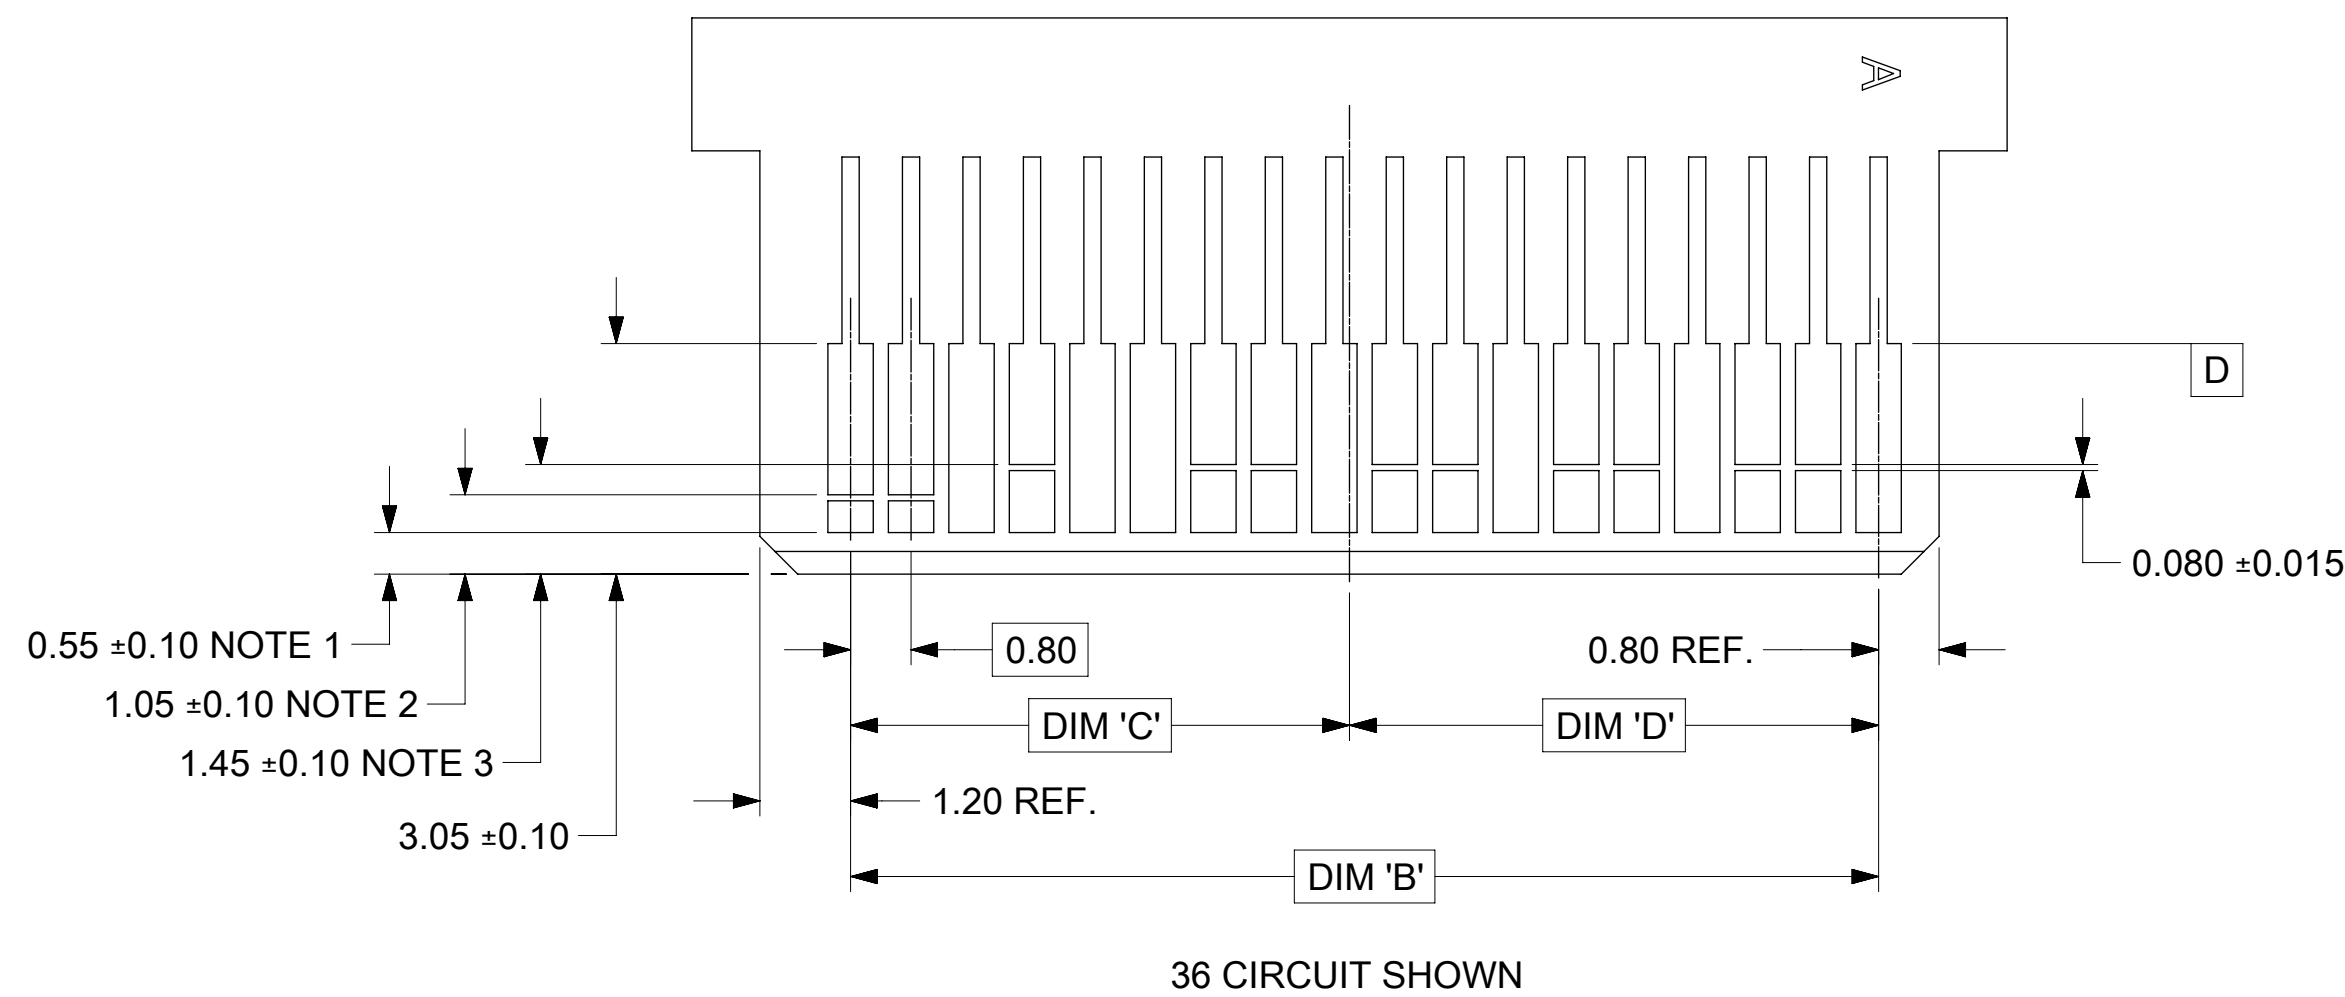 A
D
0.080 ±0.015
0.55 ±0.10 NOTE 1
0.80
0.80 REF.
1.05 ±0.10 NOTE 2
DIM 'C'
DIM 'D'
1.45 ±0.10 NOTE 3
1.20 REF.
3.05 ±0.10
DIM 'B'
36 CIRCUIT SHOWN